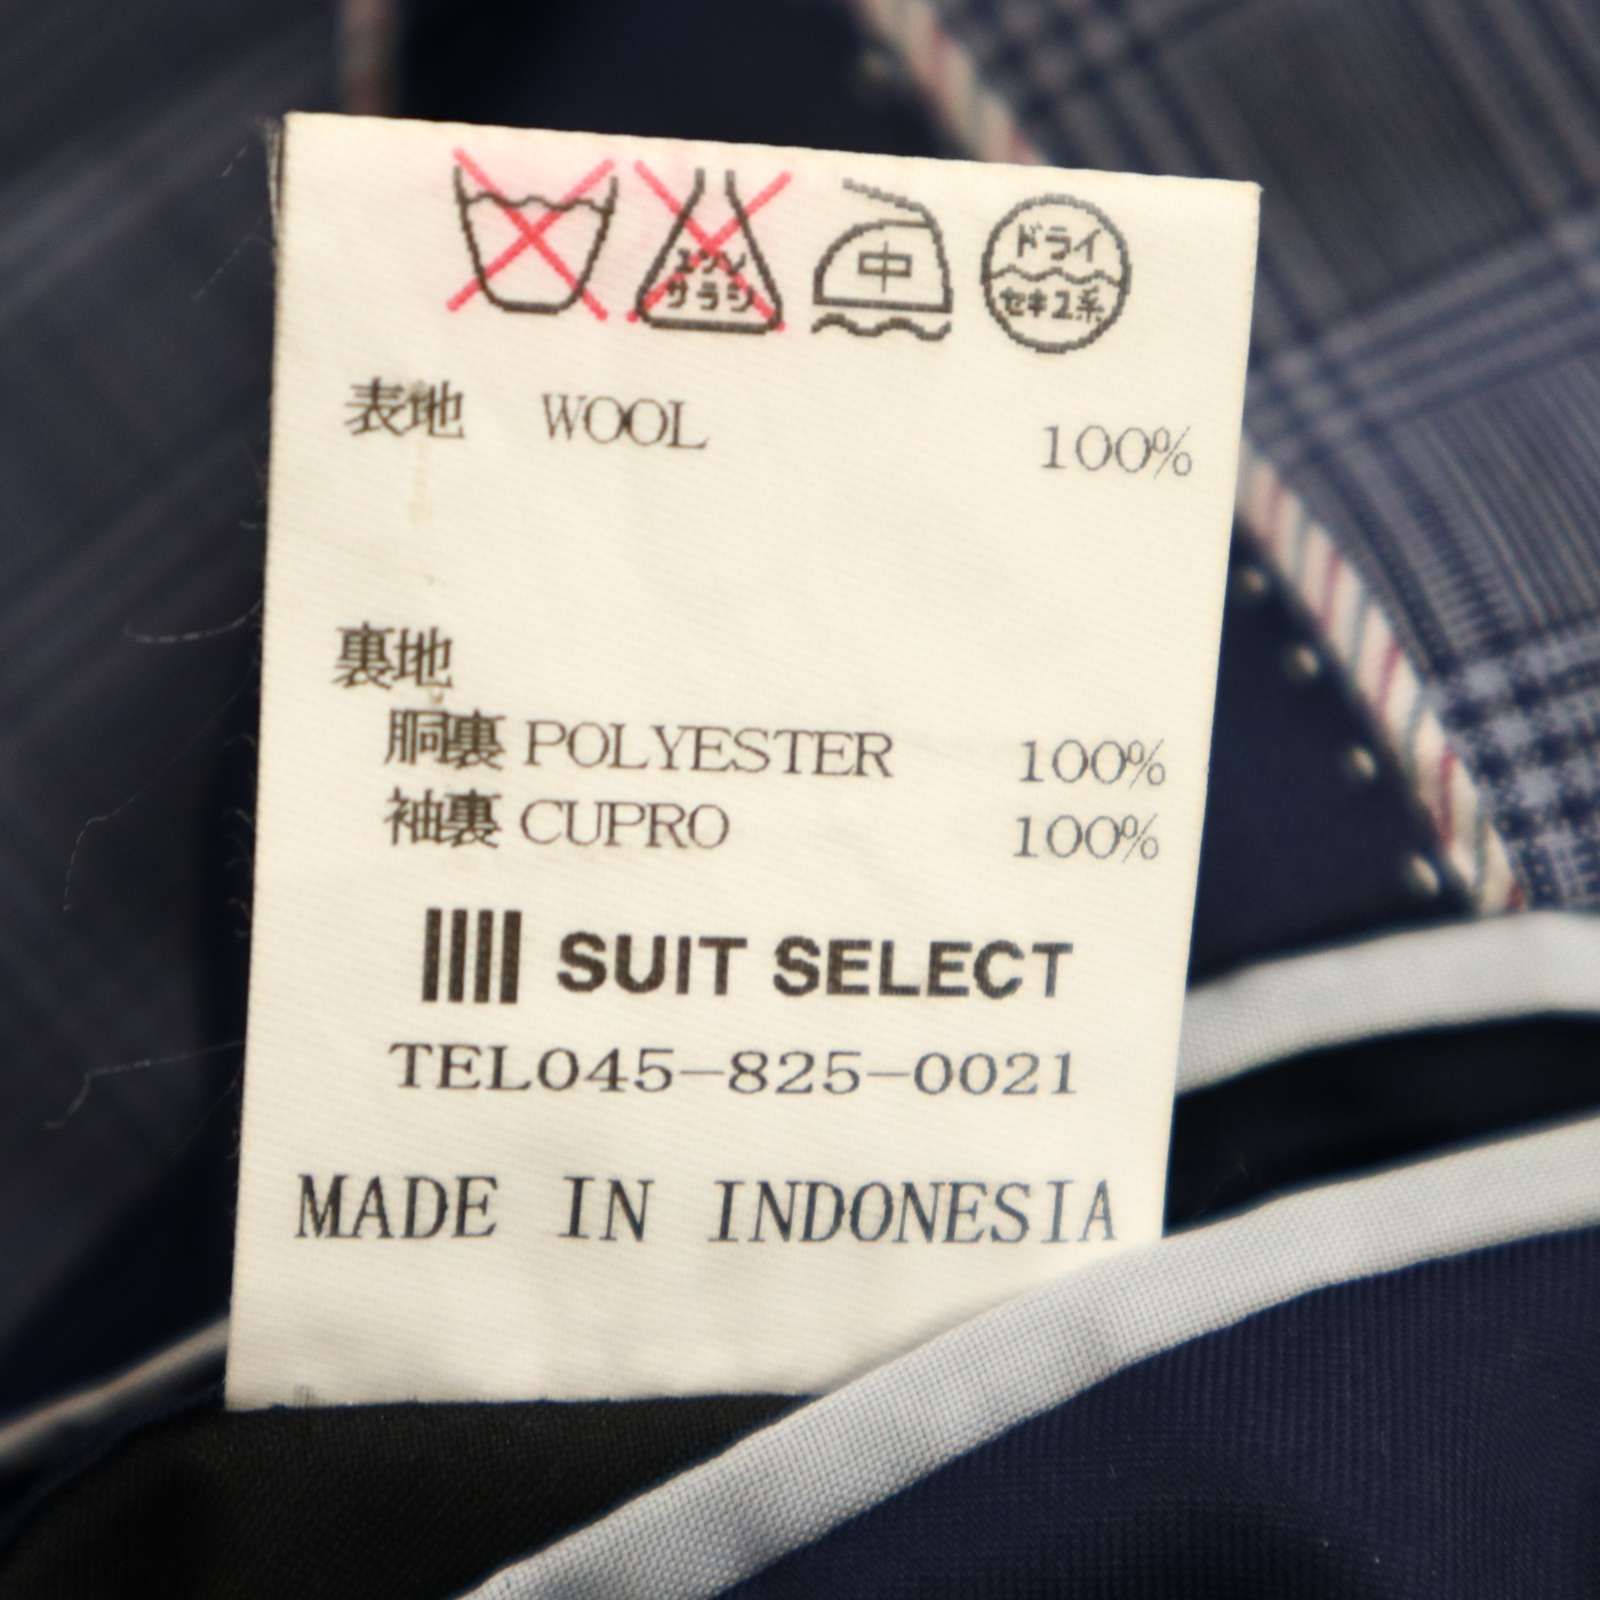 エンソ
サラシ
中
ドライ
セキユ系
表地 WOOL 100%
裏地
胴裏 POLYESTER 100%
袖裏 CUPRO 100%
SUIT SELECT
TEL045-825-0021
MADE IN INDONESIA